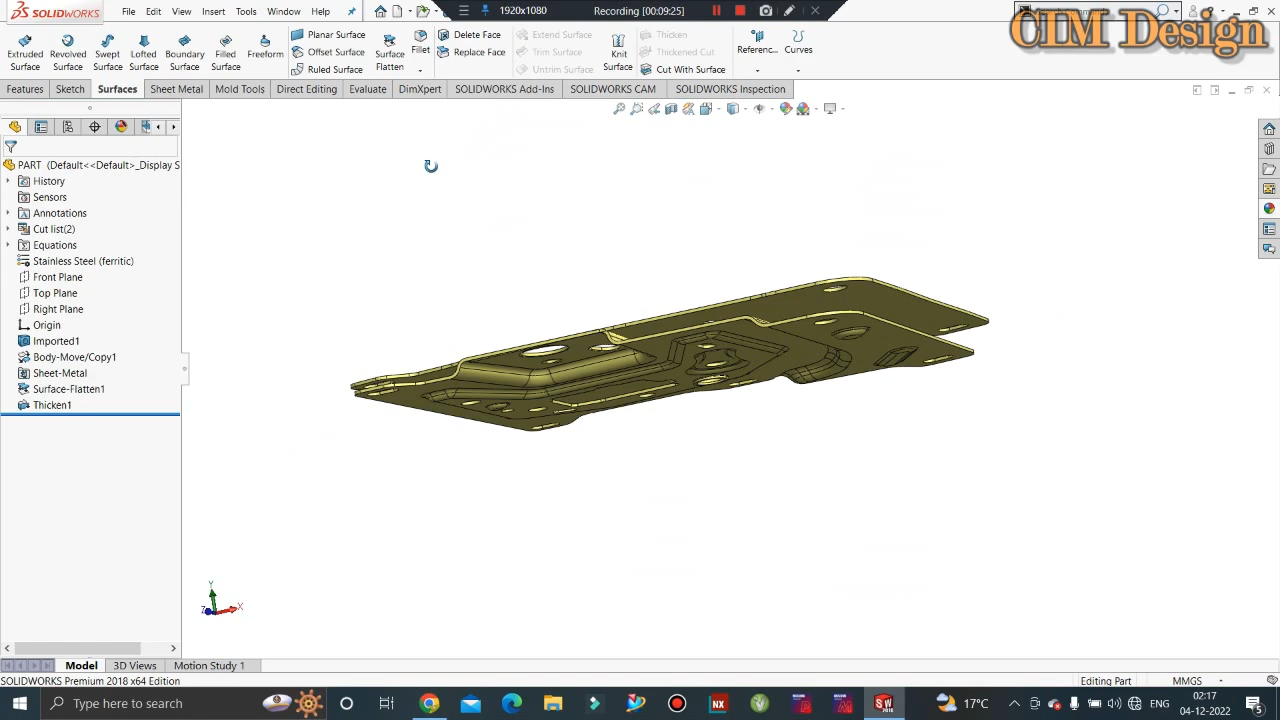 SOLIDWORKS
File Edit View Insert Tools Window Help
1920x1080 Recording [00:09:25]
CIM Design
Extruded Surface
Revolved Surface
Swept Surface
Lofted Surface
Boundary Surface
Filled Surface
Freeform
Planar Surface
Offset Surface
Ruled Surface
Surface Flatten
Fillet
Delete Face
Replace Face
Extend Surface
Trim Surface
Untrim Surface
Knit Surface
Thicken
Thickened Cut
Cut With Surface
Referenc...
Curves
Features Sketch Surfaces Sheet Metal Mold Tools Direct Editing Evaluate DimXpert SOLIDWORKS Add-Ins SOLIDWORKS CAM SOLIDWORKS Inspection
PART (Default<<Default>_Display S
History
Sensors
Annotations
Cut list(2)
Equations
Stainless Steel (ferritic)
Front Plane
Top Plane
Right Plane
Origin
Imported1
Body-Move/Copy1
Sheet-Metal
Surface-Flatten1
Thicken1
Y
Z X
Model 3D Views Motion Study 1
SOLIDWORKS Premium 2018 x64 Edition Editing Part MMGS
Type here to search 17°C ENG 02:17
04-12-2022 5